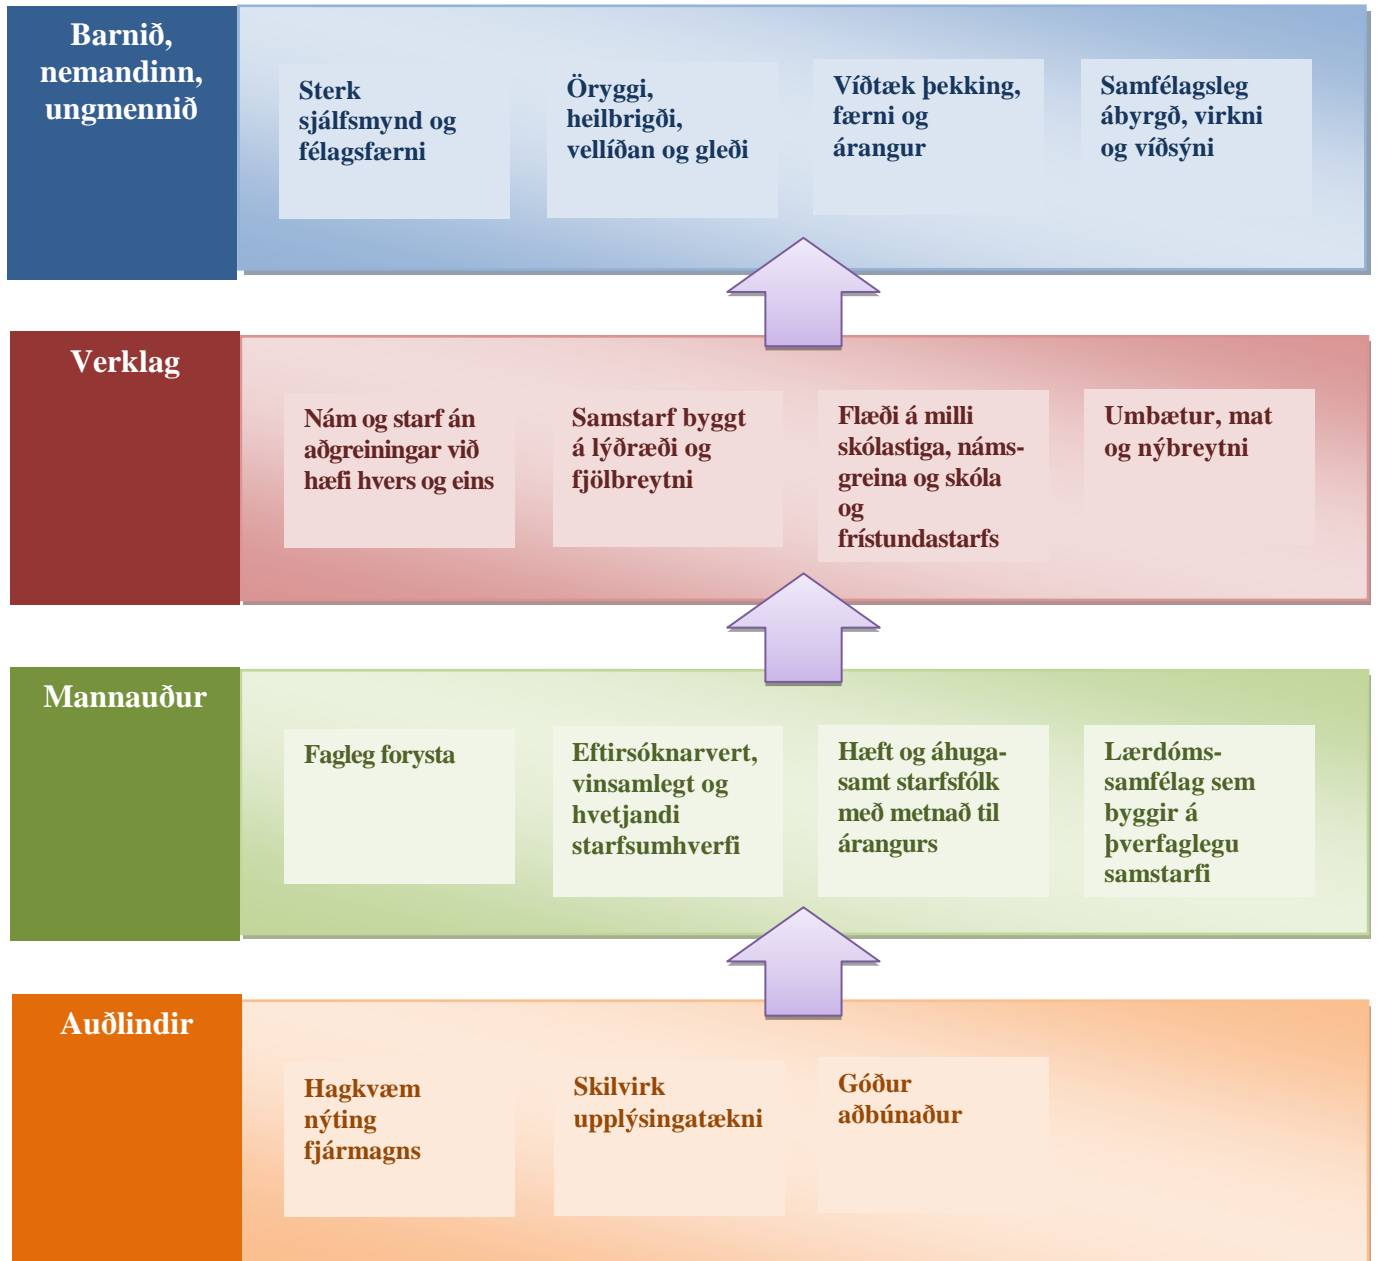 Barnið,
nemandinn,
ungmennið
Sterk
sjálfsmynd og
félagsfærni
Öryggi,
heilbrigði,
vellíðan og gleði
Víðtæk þekking,
færni og
árangur
Samfélagsleg
ábyrgð, virkni
og víðsýni
Verklag
Nám og starf án
aðgreiningar við
hæfi hvers og eins
Samstarf byggt
á lýðræði og
fjölbreytni
Flæði á milli
skólastiga, náms-
greina og skóla
og
frístundastarfs
Umbætur, mat
og nýbreytni
Mannauður
Fagleg forysta
Eftirsóknarvert,
vinsamlegt og
hvetjandi
starfsumhverfi
Hæft og áhuga-
samt starfsfólk
með metnað til
árangurs
Lærdóms-
samfélag sem
byggir á
þverfaglegu
samstarfi
Auðlindir
Hagkvæm
nýting
fjármagns
Skilvirk
upplýsingatækni
Góður
aðbúnaður